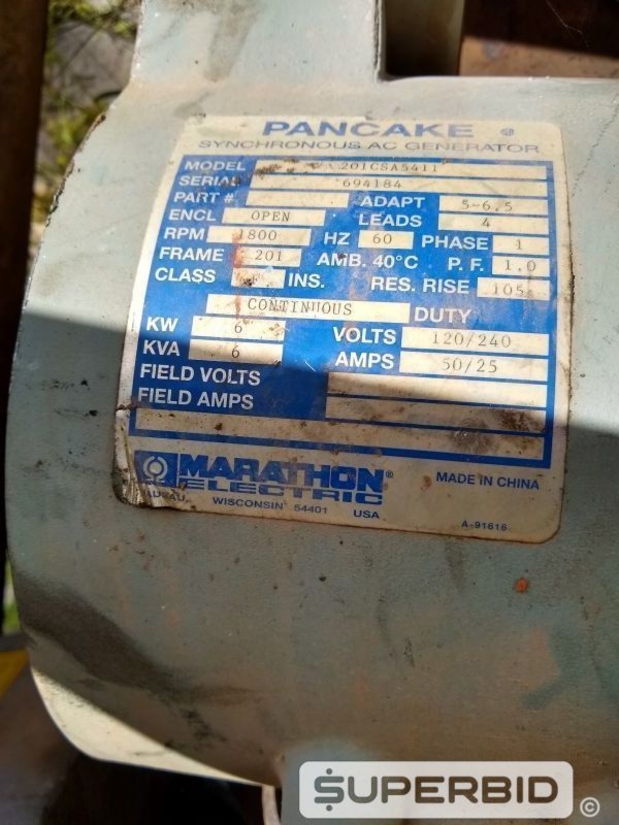 PANCAKE ®
SYNCHRONOUS AC GENERATOR
MODEL 201CSA5411
SERIAL 694184
PART # ADAPT 5-6.5
ENCL OPEN LEADS 4
RPM 1800 HZ 60 PHASE 1
FRAME 201 AMB. 40°C P.F. 1.0
CLASS INS. RES. RISE 105
CONTINUOUS DUTY
KW 6 VOLTS 120/240
KVA 6 AMPS 50/25
FIELD VOLTS
FIELD AMPS
MARATHON®
ELECTRIC
MADE IN CHINA
WISCONSIN 54401 USA
A-91616
SUPERBID ©